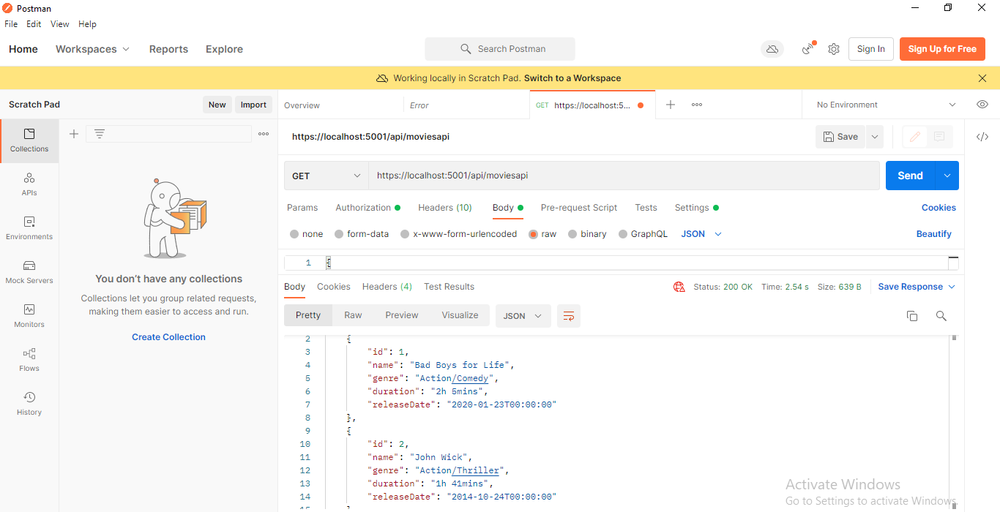 Postman
File Edit View Help
Home Workspaces Reports Explore Search Postman Sign In Sign Up for Free
Working locally in Scratch Pad. Switch to a Workspace
Scratch Pad New Import Overview Error GET https://localhost:5... No Environment
https://localhost:5001/api/moviesapi Save
Collections
GET https://localhost:5001/api/moviesapi Send
APIs
Params Authorization Headers (10) Body Pre-request Script Tests Settings Cookies
none form-data x-www-form-urlencoded raw binary GraphQL JSON Beautify
Environments
1 {
Mock Servers
You don't have any collections
Collections let you group related requests,
making them easier to access and run.
Create Collection
Monitors
Flows
History
Body Cookies Headers (4) Test Results Status: 200 OK Time: 2.54 s Size: 639 B Save Response
Pretty Raw Preview Visualize JSON
2 {
3 "id": 1,
4 "name": "Bad Boys for Life",
5 "genre": "Action/Comedy",
6 "duration": "2h 5mins",
7 "releaseDate": "2020-01-23T00:00:00"
8 },
9 {
10 "id": 2,
11 "name": "John Wick",
12 "genre": "Action/Thriller",
13 "duration": "1h 41mins",
14 "releaseDate": "2014-10-24T00:00:00"
Activate Windows
Go to Settings to activate Windows.